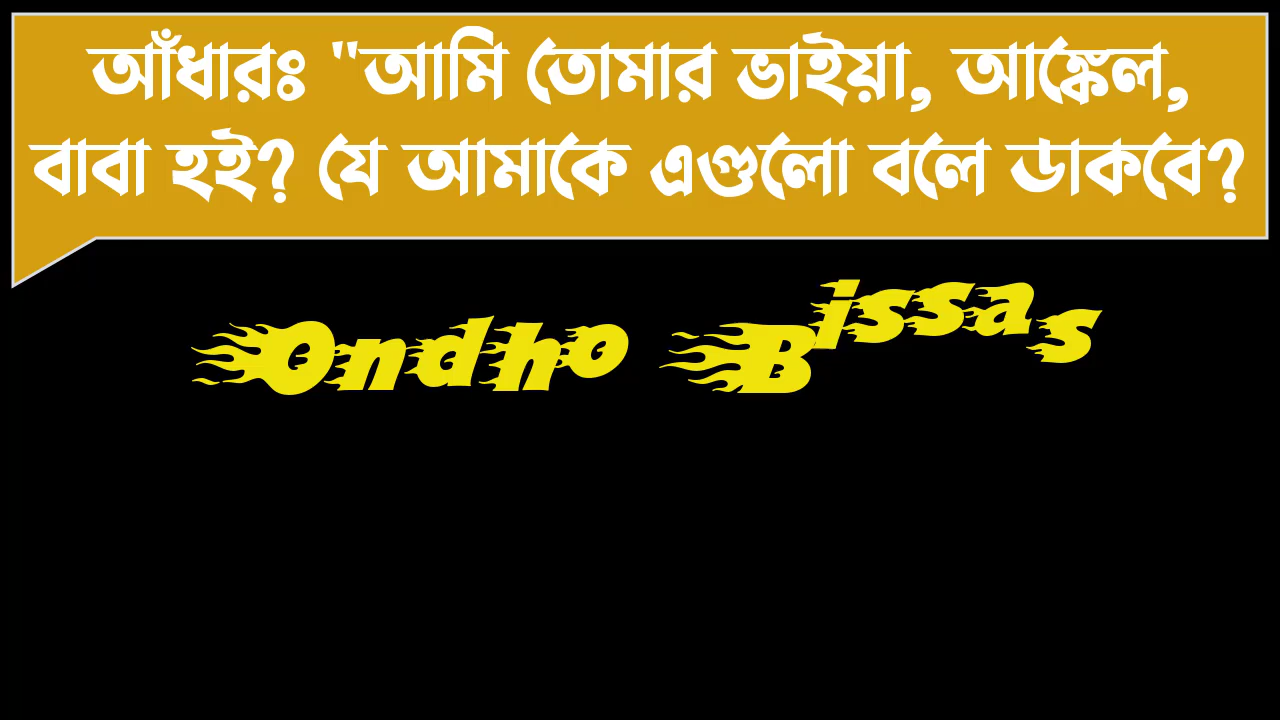 আঁধারঃ "আমি তোমার ভাইয়া, আঙ্কেল,
বাবা হই? যে আমাকে এগুলো বলে ডাকবে?
Ondho Bissas